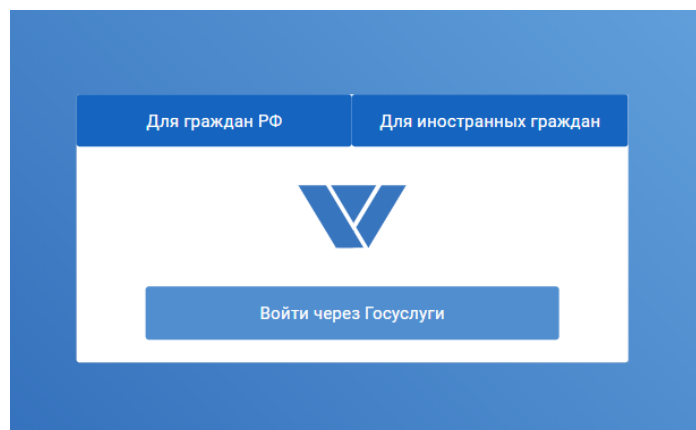 Для граждан РФ
Для иностранных граждан
Войти через Госуслуги